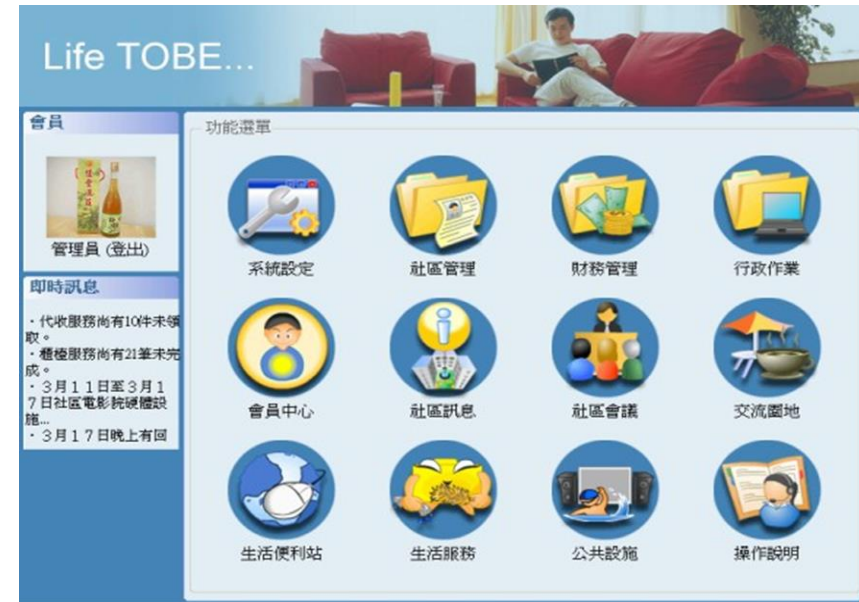 Life TOBE...
會員
管理員 (登出)
即時訊息
・代收服務尚有10件未領
取。
・櫃檯服務尚有21筆未完
成。
・３月１１日至３月１
７日社區電影院硬體設
施...
・３月１７日晚上有回
功能選單
系統設定
社區管理
財務管理
行政作業
會員中心
社區訊息
社區會議
交流園地
生活便利站
生活服務
公共設施
操作說明